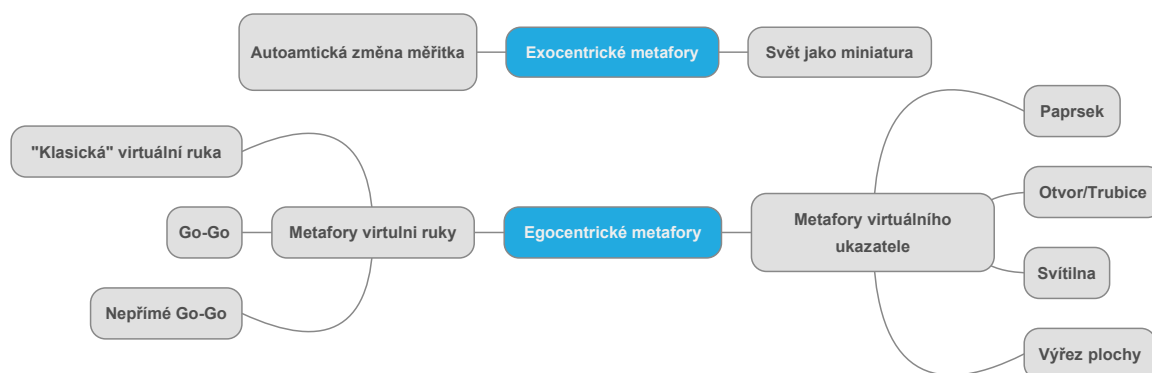 Autoamtická změna měřitka
Exocentrické metafory
Svět jako miniatura
Paprsek
"Klasická" virtuální ruka
Otvor/Trubice
Go-Go
Metafory virtulni ruky
Egocentrické metafory
Metafory virtuálního
ukazatele
Svítilna
Nepřímé Go-Go
Výřez plochy